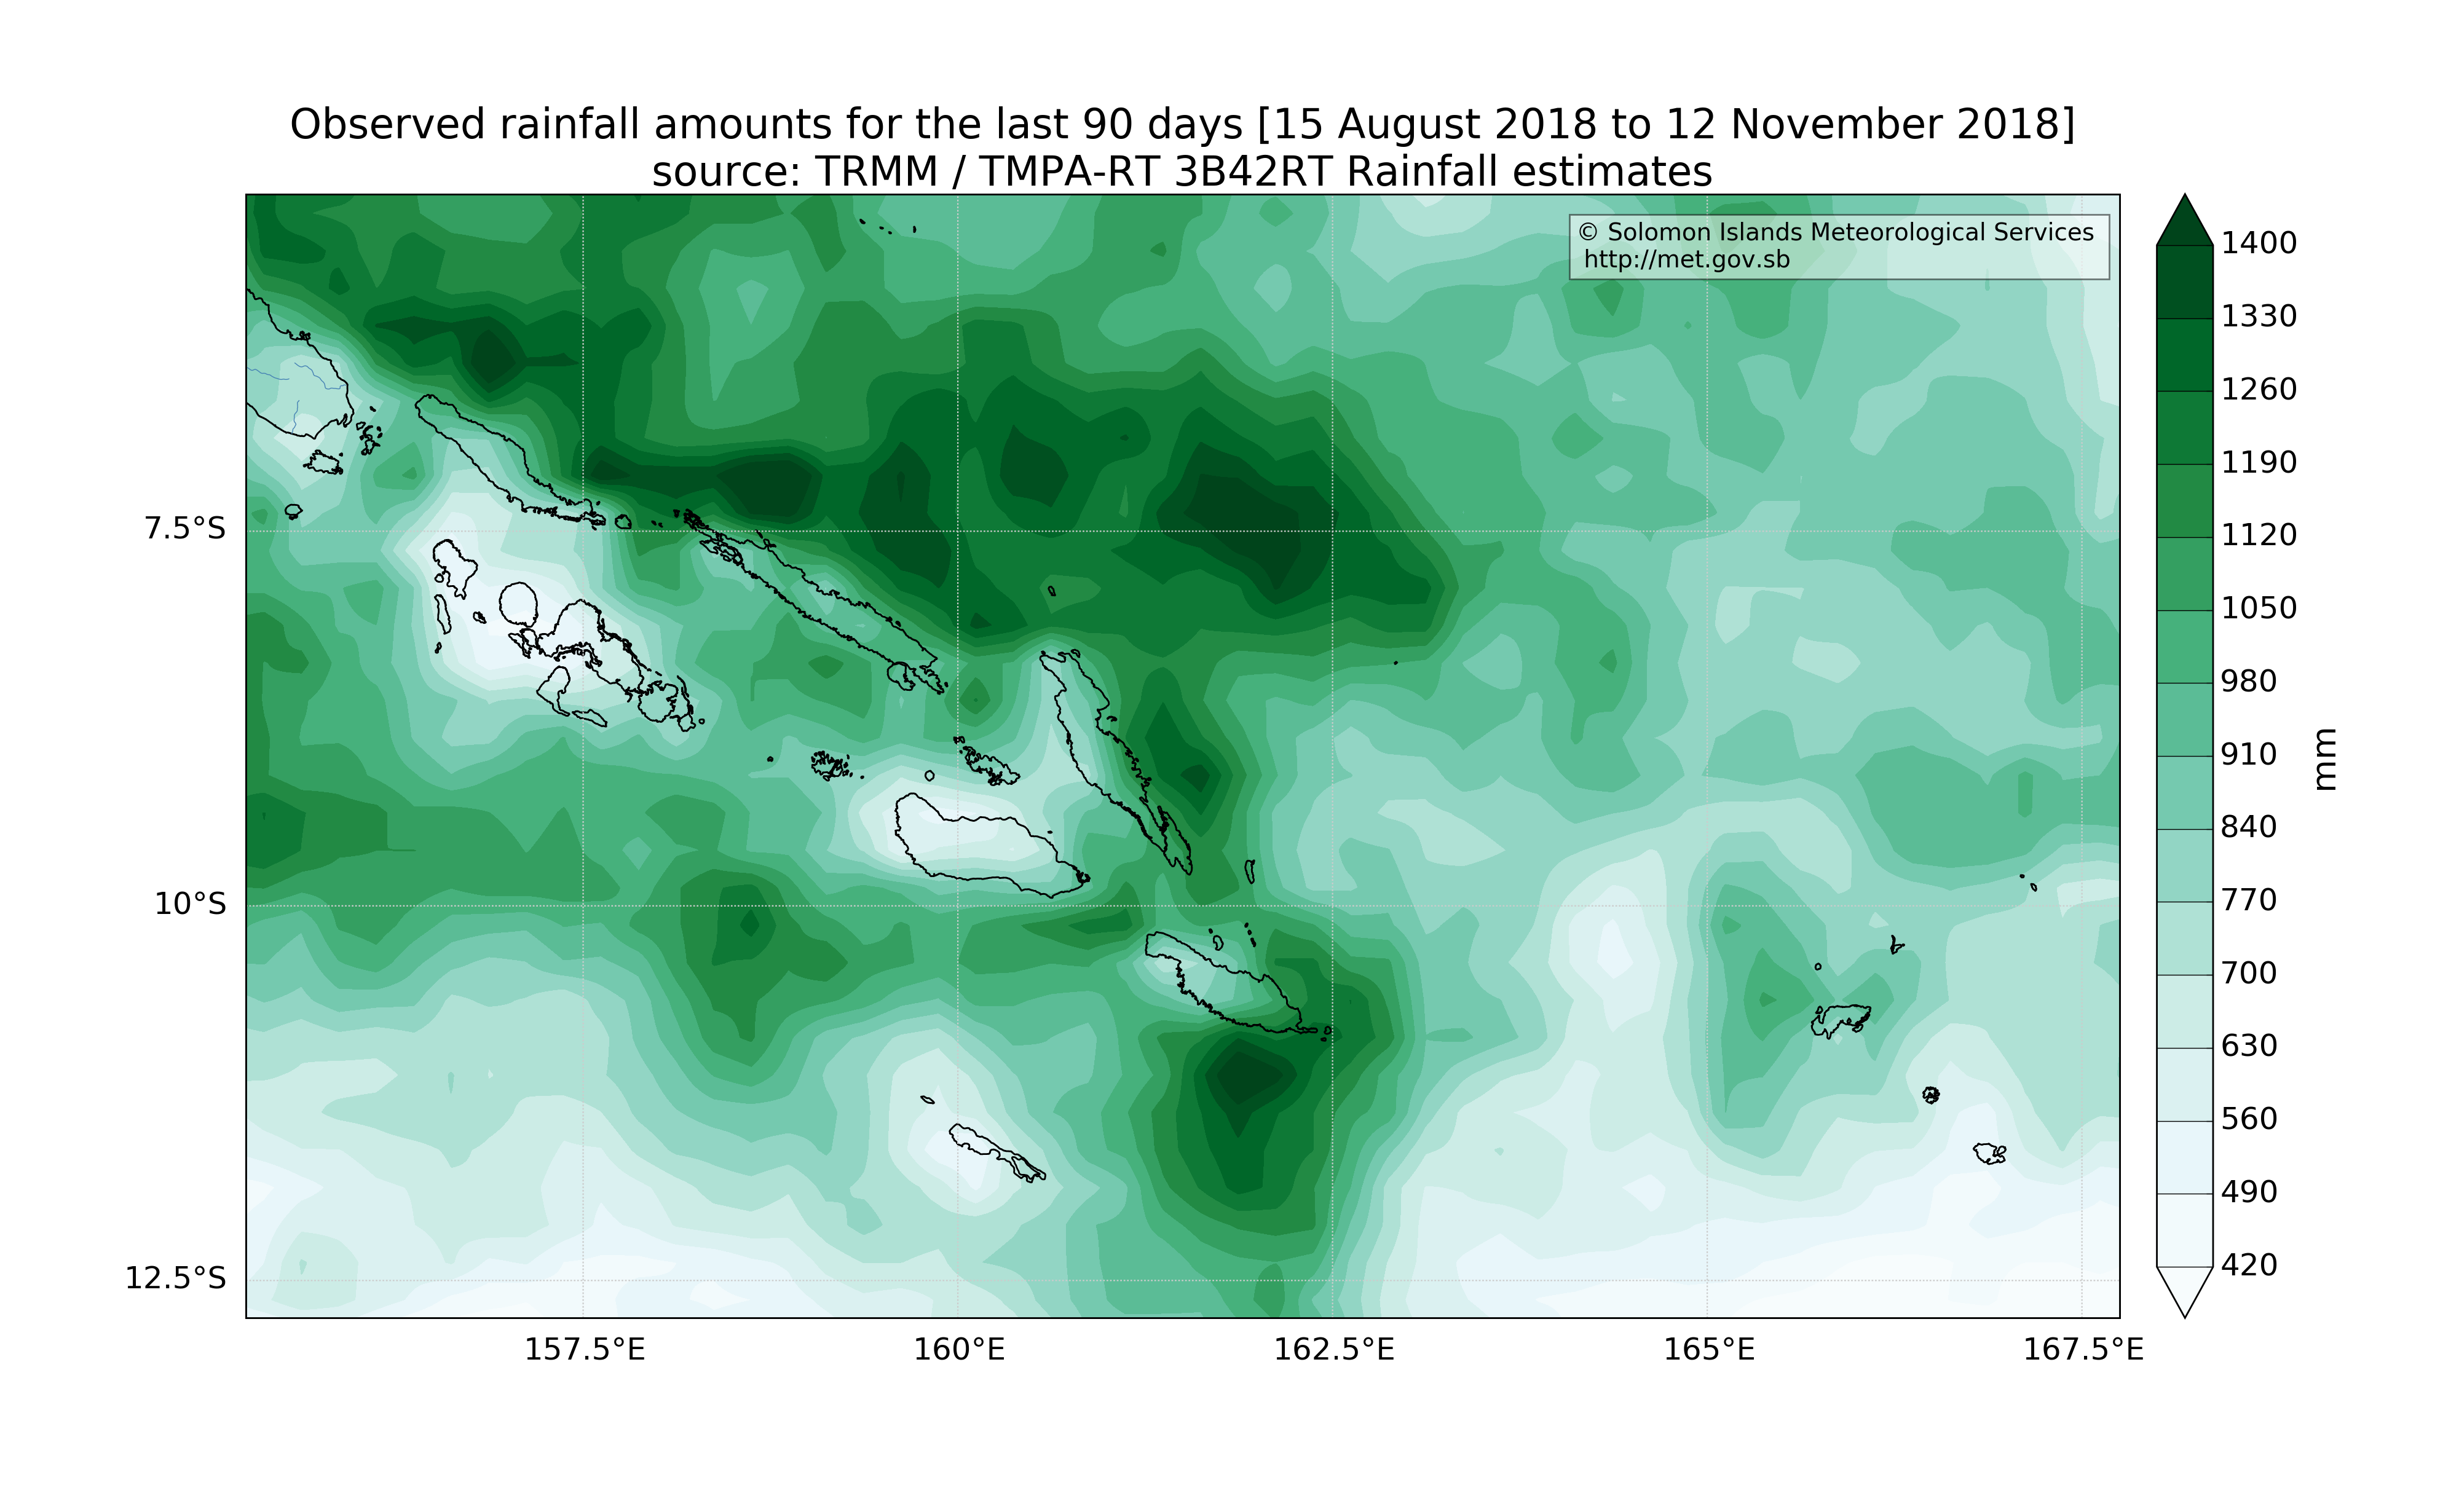 Observed rainfall amounts for the last 90 days [15 August 2018 to 12 November 2018]
source: TRMM / TMPA-RT 3B42RT Rainfall estimates
© Solomon Islands Meteorological Services
http://met.gov.sb
7.5°S
10°S
12.5°S
157.5°E
160°E
162.5°E
165°E
167.5°E
1400
1330
1260
1190
1120
1050
980
910
840
770
700
630
560
490
420
mm